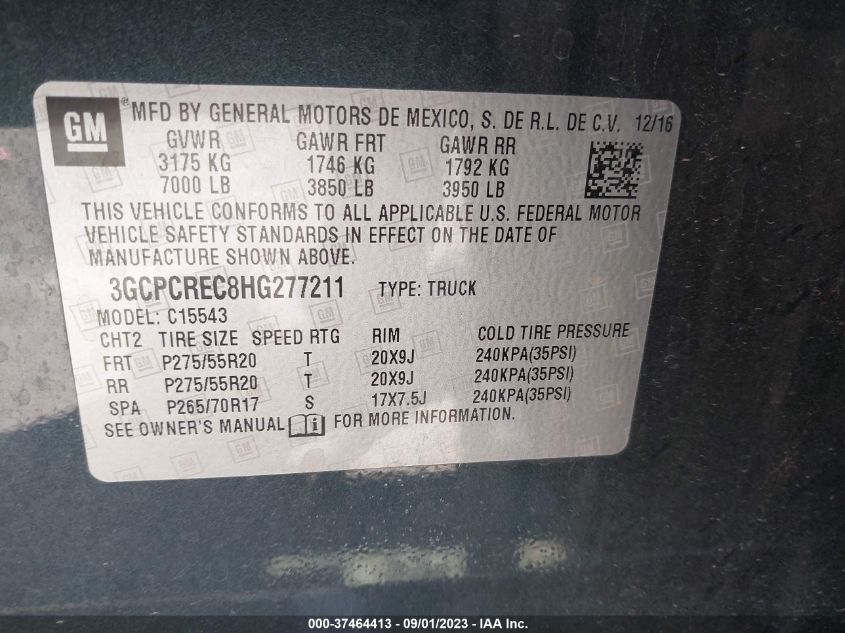 GM ® MFD BY GENERAL MOTORS DE MEXICO, S. DE R.L. DE C.V. 12/16
GVWR GAWR FRT GAWR RR
3175 KG 1746 KG 1792 KG
7000 LB 3850 LB 3950 LB
THIS VEHICLE CONFORMS TO ALL APPLICABLE U.S. FEDERAL MOTOR
VEHICLE SAFETY STANDARDS IN EFFECT ON THE DATE OF
MANUFACTURE SHOWN ABOVE.
3GCPCREC8HG277211 TYPE: TRUCK
MODEL: C15543
CHT2 TIRE SIZE SPEED RTG RIM COLD TIRE PRESSURE
FRT P275/55R20 T 20X9J 240KPA(35PSI)
RR P275/55R20 T 20X9J 240KPA(35PSI)
SPA P265/70R17 S 17X7.5J 240KPA(35PSI)
SEE OWNER'S MANUAL i FOR MORE INFORMATION.
000-37464413 - 09/01/2023 - IAA Inc.